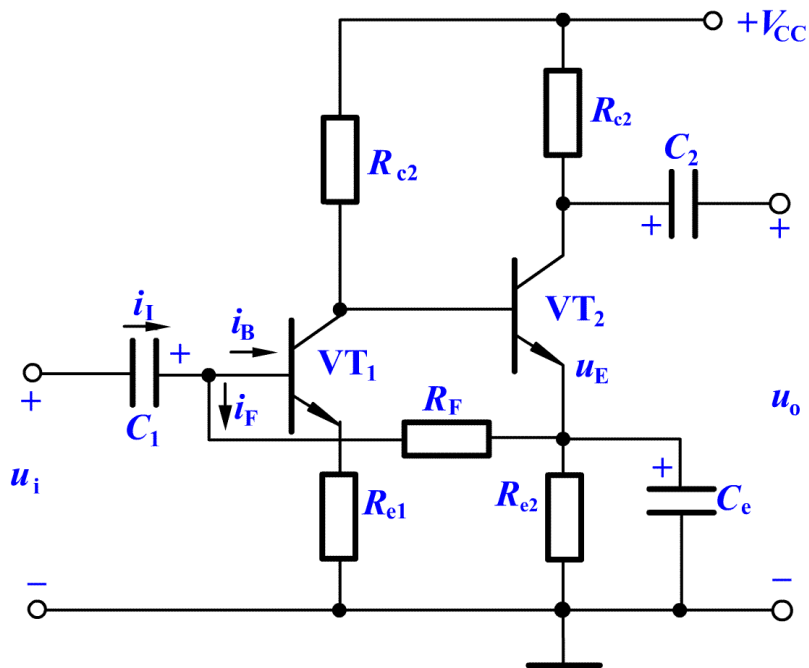 +VCC
Rc2
Rc2
C2
+
+
iI
iB
+
VT1
VT2
uE
+
C1
iF
RF
uo
ui
Re1
Re2
+
Ce
−
−